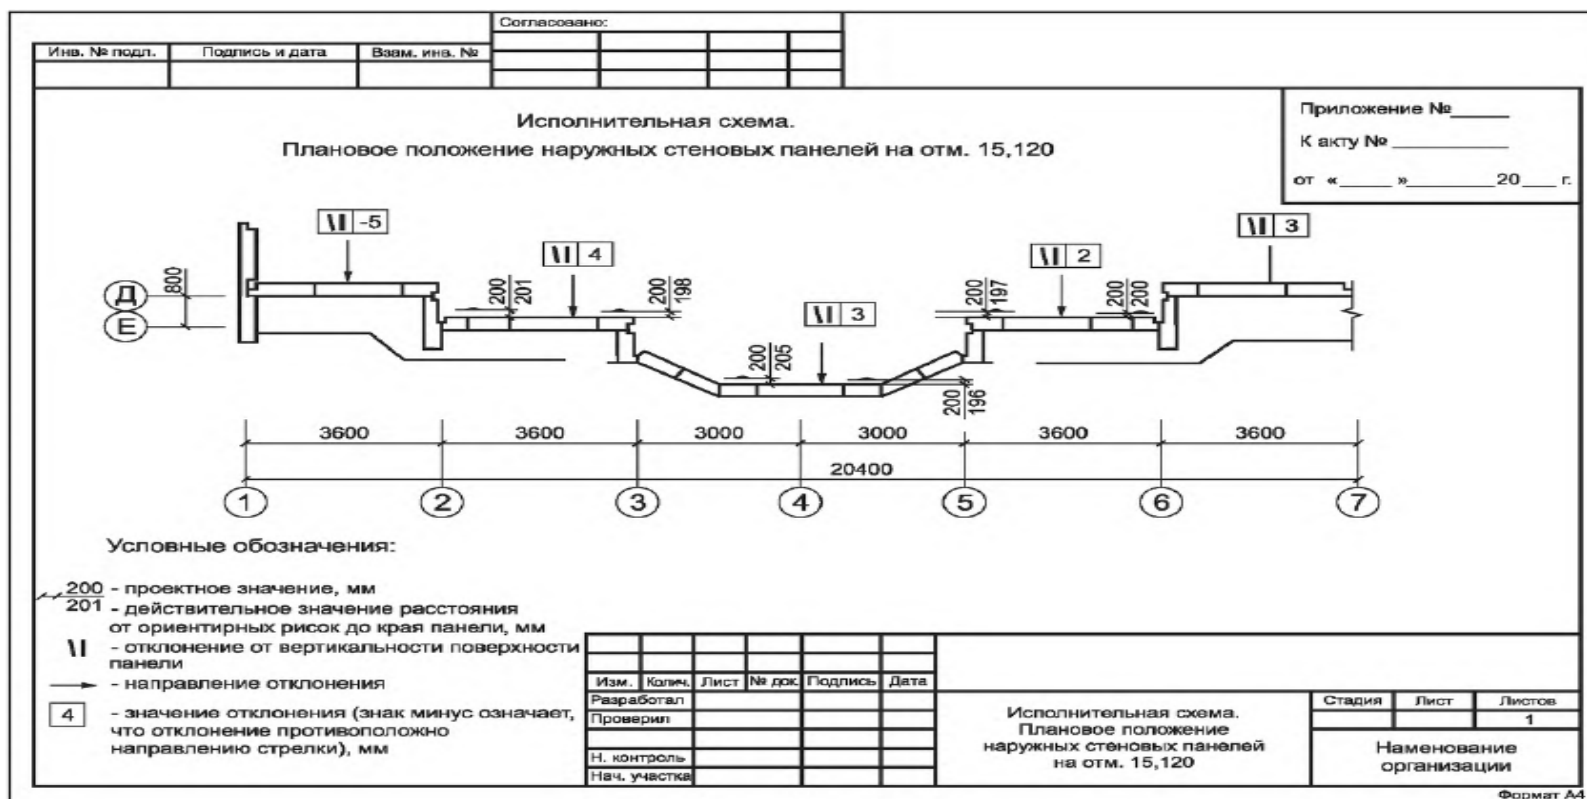 Согласовано:
Инв. № подл. Подпись и дата Взам. инв. №
Исполнительная схема.
Плановое положение наружных стеновых панелей на отм. 15,120
Приложение №_____
К акту № _________
от «____ »_______20___ г.
-5
4
3
2
3
Д
Е
800
200
201
200
198
200
205
200
197
200
200
200
196
3600 3600 3000 3000 3600 3600
20400
1 2 3 4 5 6 7
Условные обозначения:
200 - проектное значение, мм
201 - действительное значение расстояния
от ориентирных рисок до края панели, мм
- отклонение от вертикальности поверхности
панели
- направление отклонения
4 - значение отклонения (знак минус означает,
что отклонение противоположно
направлению стрелки), мм
Изм. Колич. Лист № док. Подпись Дата
Разработал
Проверил
Н. контроль
Нач. участка
Исполнительная схема.
Плановое положение
наружных стеновых панелей
на отм. 15,120
Стадия Лист Листов
1
Наменование
организации
Формат А4